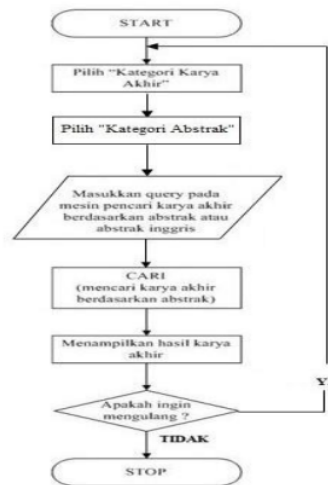 START
Pilih “Kategori Karya
Akhir”
Pilih "Kategori Abstrak"
Masukkan query pada
mesin pencari karya akhir
berdasarkan abstrak atau
abstrak inggris
CARI
(mencari karya akhir
berdasarkan abstrak)
Menampilkan hasil karya
akhir
Y
Apakah ingin
mengulang ?
TIDAK
STOP